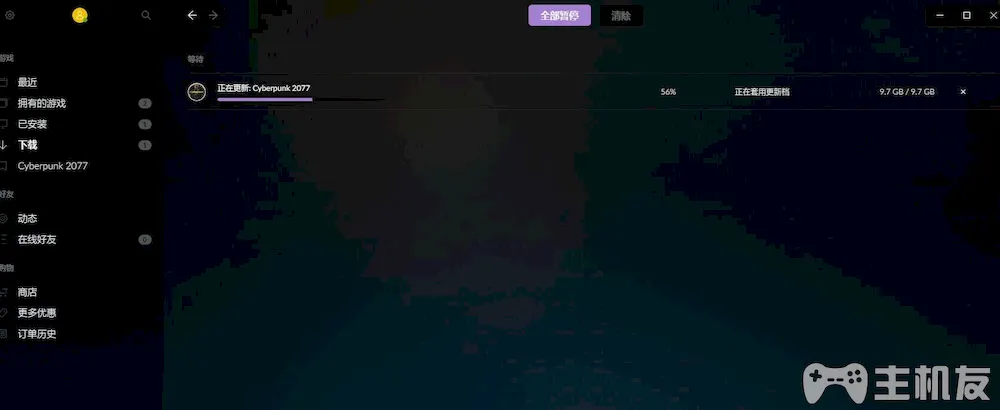 全部暂停 清除
游戏
等待
最近
正在更新: Cyberpunk 2077 56% 正在套用更新档 9.7 GB / 9.7 GB
拥有的游戏 2
已安装 1
下载 1
Cyberpunk 2077
好友
动态
在线好友 0
购物
商店
更多优惠
订单历史
主机友